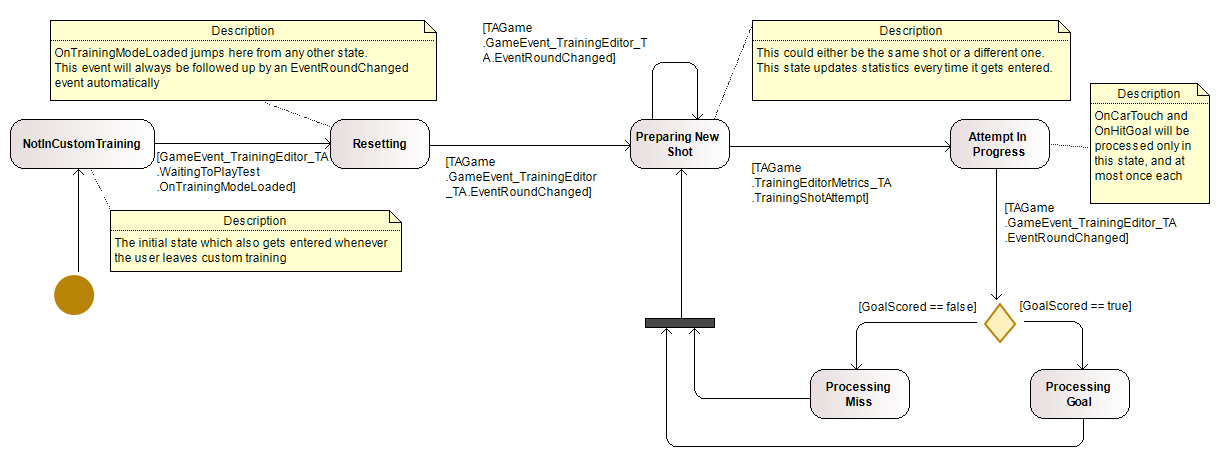 Description
OnTrainingModeLoaded jumps here from any other state.
This event will always be followed up by an EventRoundChanged
event automatically
[TAGame
.GameEvent_TrainingEditor_T
A.EventRoundChanged]
Description
This could either be the same shot or a different one.
This state updates statistics every time it gets entered.
Description
OnCarTouch and
OnHitGoal will be
processed only in
this state, and at
most once each
NotInCustomTraining
[GameEvent_TrainingEditor_TA
.WaitingToPlayTest
.OnTrainingModeLoaded]
Resetting
[TAGame
.GameEvent_TrainingEditor
_TA.EventRoundChanged]
Preparing New
Shot
[TAGame
.TrainingEditorMetrics_TA
.TrainingShotAttempt]
Attempt In
Progress
[TAGame
.GameEvent_TrainingEditor_TA
.EventRoundChanged]
Description
The initial state which also gets entered whenever
the user leaves custom training
[GoalScored == false]
[GoalScored == true]
Processing
Miss
Processing
Goal